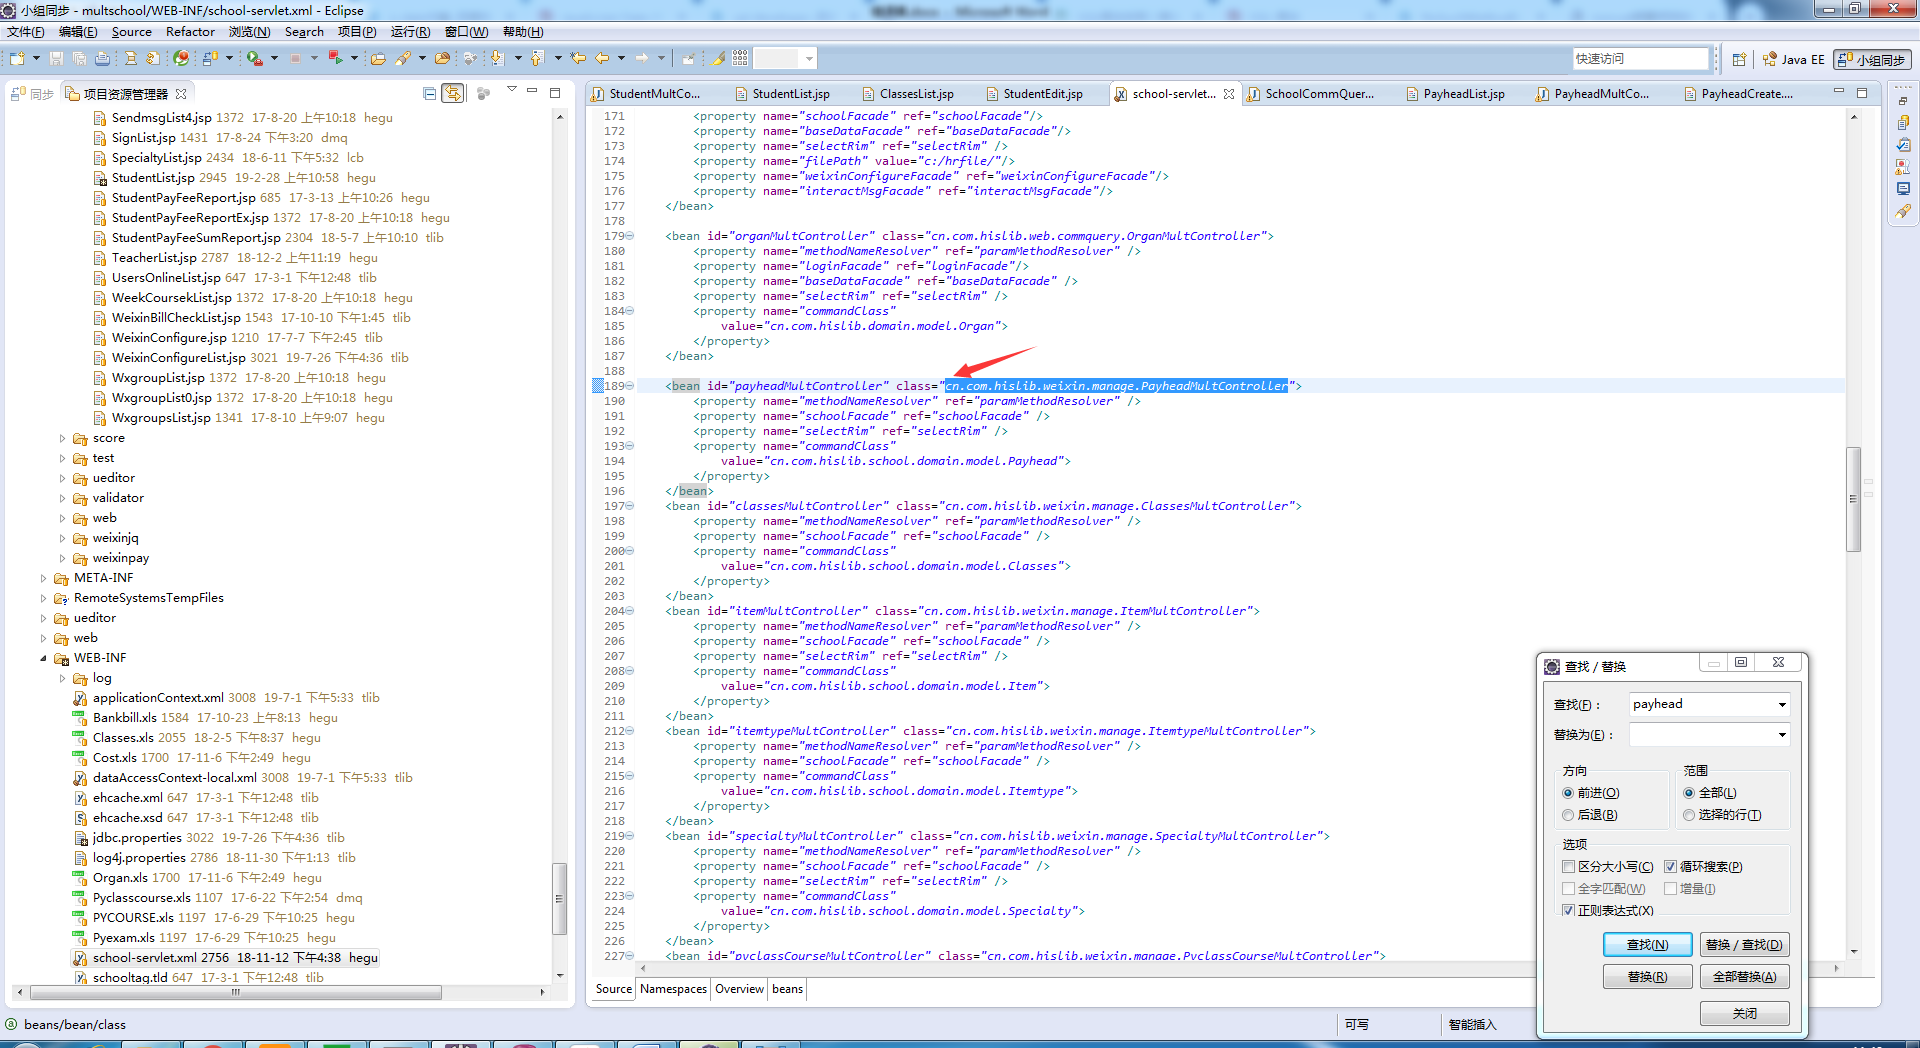 小组同步 - multschool/WEB-INF/school-servlet.xml - Eclipse
文件(F) 编辑(E) Source Refactor 浏览(N) Search 项目(P) 运行(R) 窗口(W) 帮助(H)
快速访问 Java EE 小组同步
同步 项目资源管理器
SendmsgList4.jsp 1372 17-8-20 上午10:18 hegu
SignList.jsp 1431 17-8-24 下午3:20 dmq
SpecialtyList.jsp 2434 18-6-11 下午5:32 lcb
StudentList.jsp 2945 19-2-28 上午10:58 hegu
StudentPayFeeReport.jsp 685 17-3-13 上午10:26 hegu
StudentPayFeeReportEx.jsp 1372 17-8-20 上午10:18 hegu
StudentPayFeeSumReport.jsp 2304 18-5-7 上午10:10 tlib
TeacherList.jsp 2787 18-12-2 上午11:19 hegu
UsersOnlineList.jsp 647 17-3-1 下午12:48 tlib
WeekCoursekList.jsp 1372 17-8-20 上午10:18 hegu
WeixinBillCheckList.jsp 1543 17-10-10 下午1:45 tlib
WeixinConfigure.jsp 1210 17-7-7 下午2:45 tlib
WeixinConfigureList.jsp 3021 19-7-26 下午4:36 tlib
WxgroupList.jsp 1372 17-8-20 上午10:18 hegu
WxgroupList0.jsp 1372 17-8-20 上午10:18 hegu
WxgroupsList.jsp 1341 17-8-10 上午9:07 hegu
score
test
ueditor
validator
web
weixinjq
weixinpay
META-INF
RemoteSystemsTempFiles
ueditor
web
WEB-INF
log
applicationContext.xml 3008 19-7-1 下午5:33 tlib
Bankbill.xls 1584 17-10-23 上午8:13 hegu
Classes.xls 2055 18-2-5 下午8:37 hegu
Cost.xls 1700 17-11-6 下午2:49 hegu
dataAccessContext-local.xml 3008 19-7-1 下午5:33 tlib
ehcache.xml 647 17-3-1 下午12:48 tlib
ehcache.xsd 647 17-3-1 下午12:48 tlib
jdbc.properties 3022 19-7-26 下午4:36 tlib
log4j.properties 2786 18-11-30 下午1:13 tlib
Organ.xls 1700 17-11-6 下午2:49 hegu
Pyclasscourse.xls 1107 17-6-22 下午2:54 dmq
PYCOURSE.xls 1197 17-6-29 下午10:25 hegu
Pyexam.xls 1197 17-6-29 下午10:25 hegu
school-servlet.xml 2756 18-11-12 下午4:38 hegu
schooltag.tld 647 17-3-1 下午12:48 tlib
StudentMultCo... StudentList.jsp ClassesList.jsp StudentEdit.jsp school-servlet... SchoolCommQuer... PayheadList.jsp PayheadMultCo... PayheadCreate....
171 <property name="schoolFacade" ref="schoolFacade"/>
172 <property name="baseDataFacade" ref="baseDataFacade"/>
173 <property name="selectRim" ref="selectRim" />
174 <property name="filePath" value="c:/hrfile/"/>
175 <property name="weixinConfigureFacade" ref="weixinConfigureFacade"/>
176 <property name="interactMsgFacade" ref="interactMsgFacade"/>
177 </bean>
178
179 <bean id="organMultController" class="cn.com.hislib.web.commquery.OrganMultController">
180 <property name="methodNameResolver" ref="paramMethodResolver" />
181 <property name="loginFacade" ref="loginFacade"/>
182 <property name="baseDataFacade" ref="baseDataFacade" />
183 <property name="selectRim" ref="selectRim" />
184 <property name="commandClass"
185 value="cn.com.hislib.domain.model.Organ">
186 </property>
187 </bean>
188
189 <bean id="payheadMultController" class="cn.com.hislib.weixin.manage.PayheadMultController">
190 <property name="methodNameResolver" ref="paramMethodResolver" />
191 <property name="schoolFacade" ref="schoolFacade" />
192 <property name="selectRim" ref="selectRim" />
193 <property name="commandClass"
194 value="cn.com.hislib.school.domain.model.Payhead">
195 </property>
196 </bean>
197 <bean id="classesMultController" class="cn.com.hislib.weixin.manage.ClassesMultController">
198 <property name="methodNameResolver" ref="paramMethodResolver" />
199 <property name="schoolFacade" ref="schoolFacade" />
200 <property name="commandClass"
201 value="cn.com.hislib.school.domain.model.Classes">
202 </property>
203 </bean>
204 <bean id="itemMultController" class="cn.com.hislib.weixin.manage.ItemMultController">
205 <property name="methodNameResolver" ref="paramMethodResolver" />
206 <property name="schoolFacade" ref="schoolFacade" />
207 <property name="selectRim" ref="selectRim" />
208 <property name="commandClass"
209 value="cn.com.hislib.school.domain.model.Item">
210 </property>
211 </bean>
212 <bean id="itemtypeMultController" class="cn.com.hislib.weixin.manage.ItemtypeMultController">
213 <property name="methodNameResolver" ref="paramMethodResolver" />
214 <property name="schoolFacade" ref="schoolFacade" />
215 <property name="commandClass"
216 value="cn.com.hislib.school.domain.model.Itemtype">
217 </property>
218 </bean>
219 <bean id="specialtyMultController" class="cn.com.hislib.weixin.manage.SpecialtyMultController">
220 <property name="methodNameResolver" ref="paramMethodResolver" />
221 <property name="schoolFacade" ref="schoolFacade" />
222 <property name="selectRim" ref="selectRim" />
223 <property name="commandClass"
224 value="cn.com.hislib.school.domain.model.Specialty">
225 </property>
226 </bean>
227 <bean id="pyclassCourseMultController" class="cn.com.hislib.weixin.manage.PyclassCourseMultController">
Source Namespaces Overview beans
查找 / 替换
查找(F)： payhead
替换为(E)：
方向 范围
前进(O) 全部(L)
后退(B) 选择的行(T)
选项
区分大小写(C) 循环搜索(P)
全字匹配(W) 增量(I)
正则表达式(X)
查找(N) 替换 / 查找(D)
替换(R) 全部替换(A)
关闭
beans/bean/class 可写 智能插入